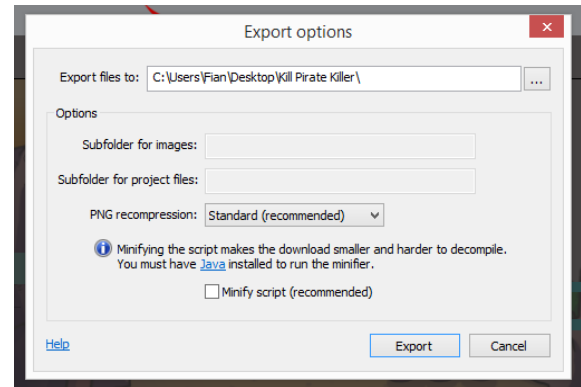 Export options
Export files to: C:\Users\Fian\Desktop\Kill Pirate Killer\ ...
Options
Subfolder for images:
Subfolder for project files:
PNG recompression: Standard (recommended)
Minifying the script makes the download smaller and harder to decompile.
You must have Java installed to run the minifier.
Minify script (recommended)
Help Export Cancel